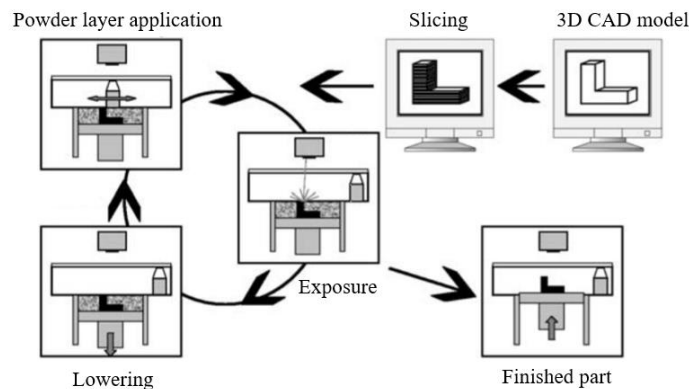 Powder layer application
Slicing
3D CAD model
Exposure
Lowering
Finished part